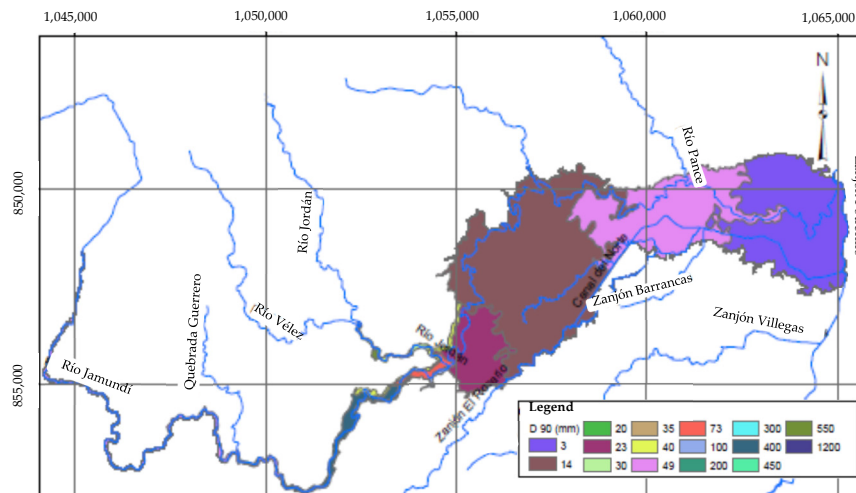 1,045,000 1,050,000 1,055,000 1,060,000 1,065,000
N
Río Pance
850,000
Río Jordán
Canal del Norte
Zanjón Barrancas
Quebrada Guerrero
Río Vélez
Zanjón Villegas
Río Jordán
Río Jamundí
855,000
Zanjón El Rosario
Legend
D 90 (mm) 20 35 73 300 550
3 23 40 100 400 1200
14 30 49 200 450